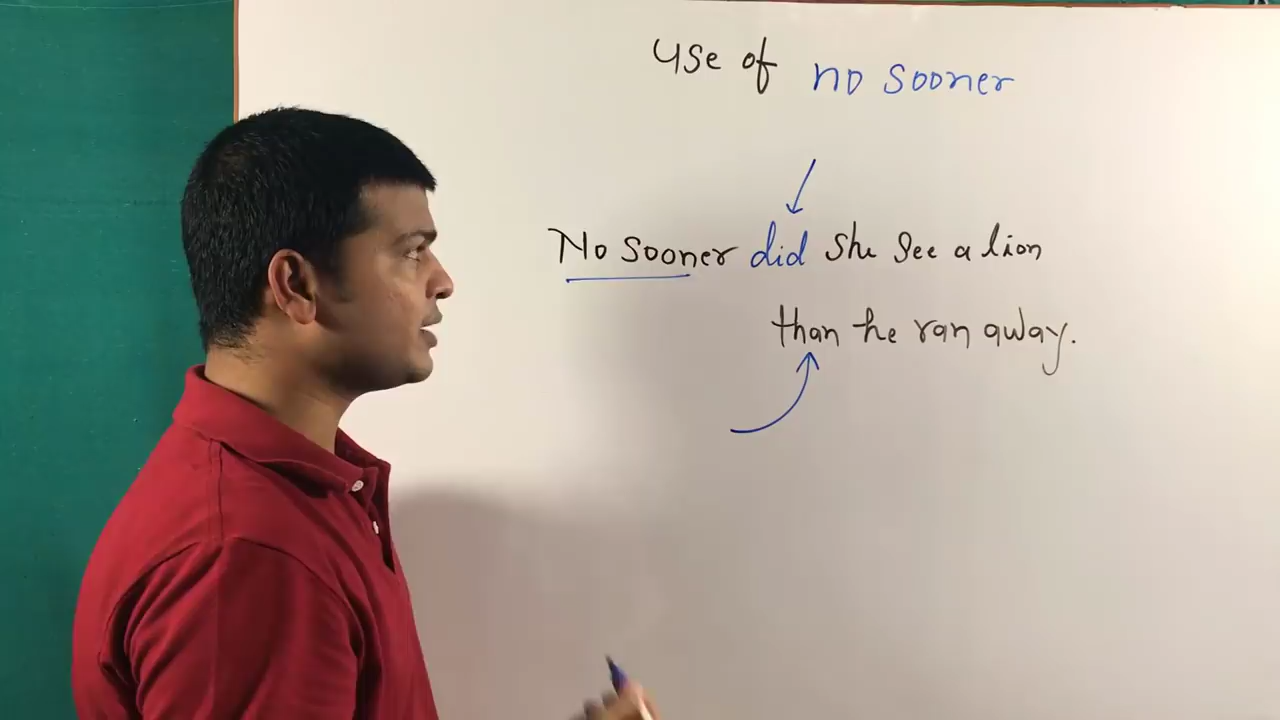 use of no sooner
No sooner did she see a lion
than he ran away.